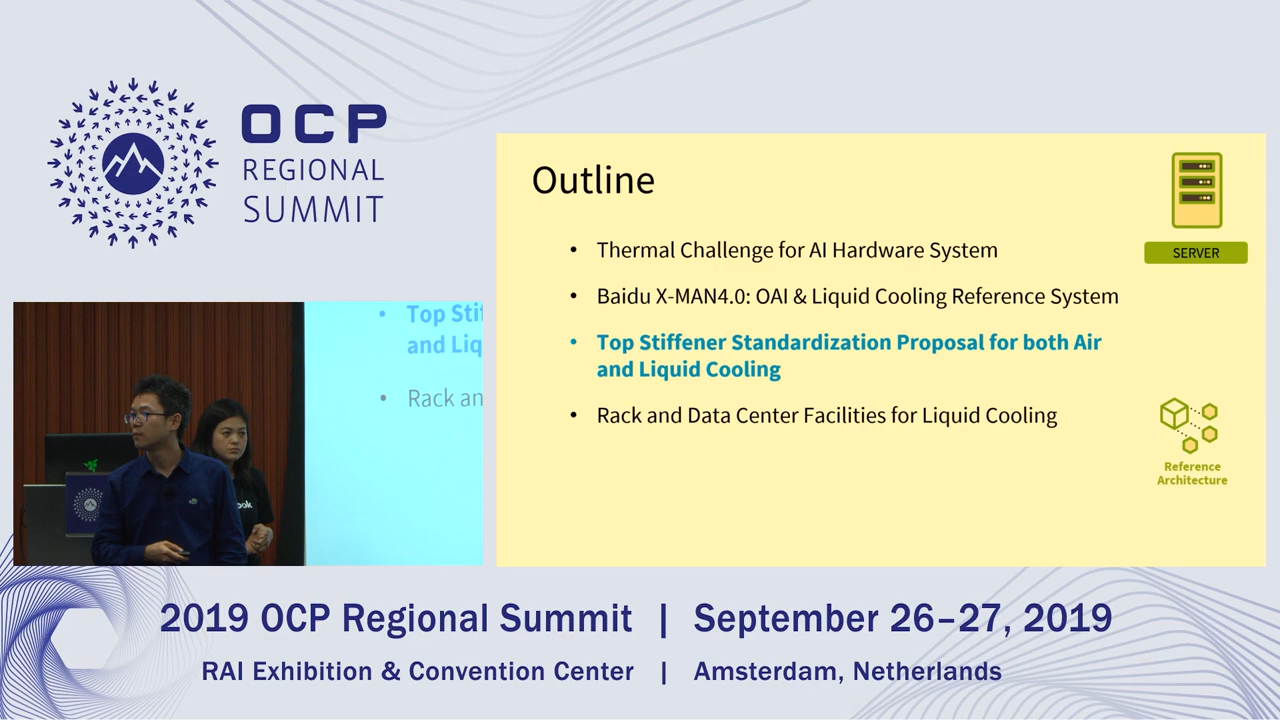 OCP
REGIONAL
SUMMIT
Outline
• Thermal Challenge for AI Hardware System
• Baidu X-MAN4.0: OAI & Liquid Cooling Reference System
• Top Stiffener Standardization Proposal for both Air
and Liquid Cooling
• Rack and Data Center Facilities for Liquid Cooling
SERVER
Reference
Architecture
• Top Stif
and Liq
• Rack an
ook
2019 OCP Regional Summit | September 26–27, 2019
RAI Exhibition & Convention Center | Amsterdam, Netherlands